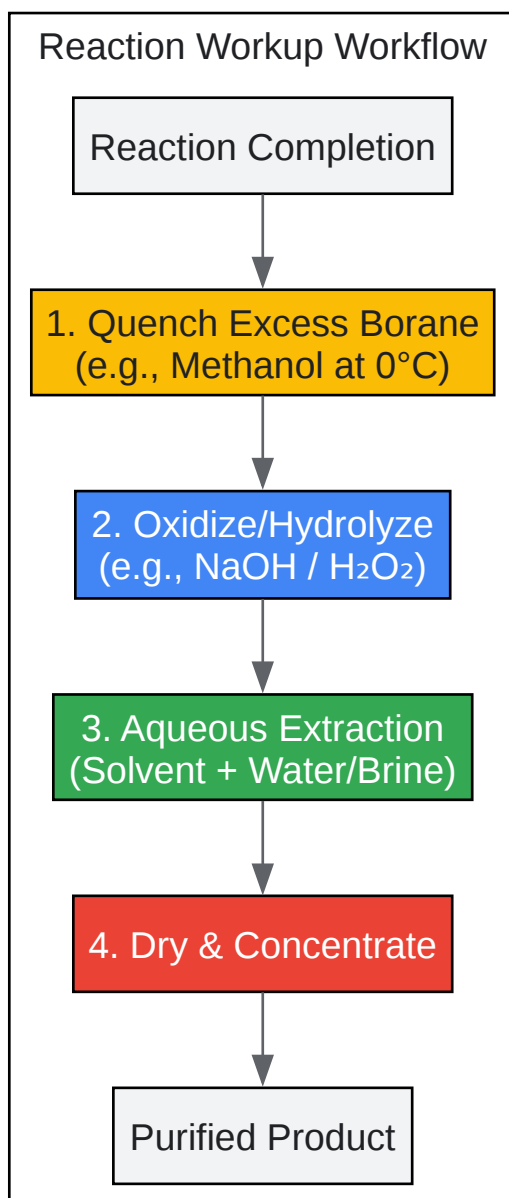 Reaction Workup Workflow
Reaction Completion
1. Quench Excess Borane
(e.g., Methanol at 0°C)
2. Oxidize/Hydrolyze
(e.g., NaOH / H₂O₂)
3. Aqueous Extraction
(Solvent + Water/Brine)
4. Dry & Concentrate
Purified Product